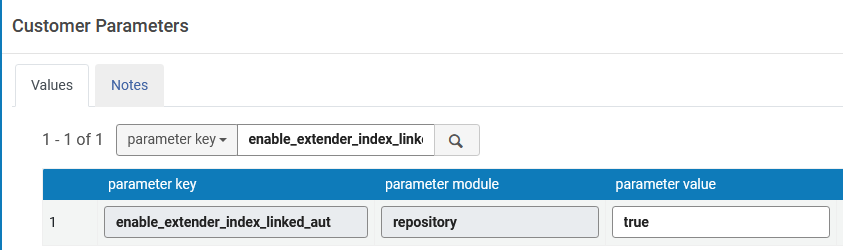 Customer Parameters
Values Notes
1 - 1 of 1 parameter key enable_extender_index_link
parameter key parameter module parameter value
1 enable_extender_index_linked_aut repository true